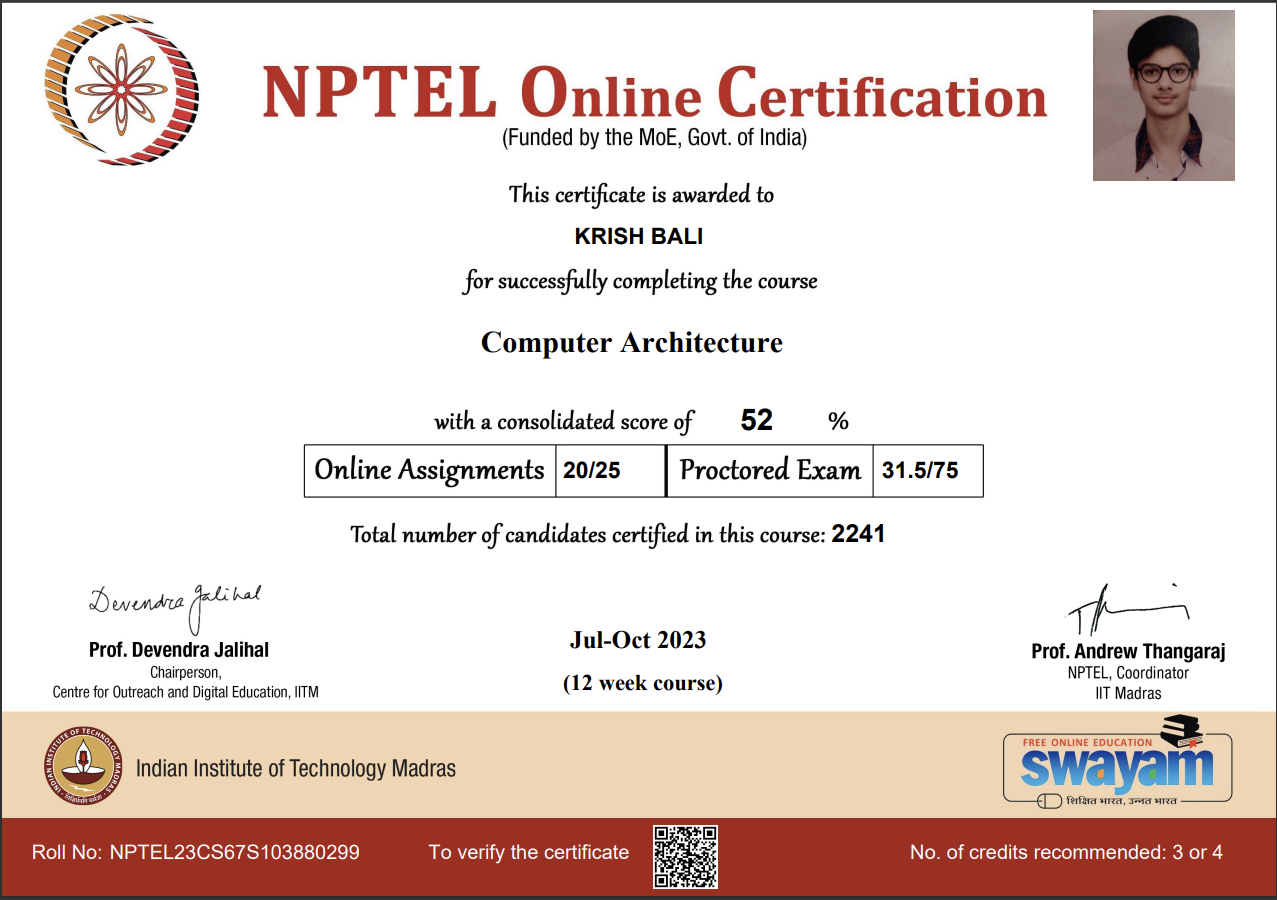 NPTEL Online Certification
(Funded by the MoE, Govt. of India)
This certificate is awarded to
KRISH BALI
for successfully completing the course
Computer Architecture
with a consolidated score of 52 %
Online Assignments 20/25 Proctored Exam 31.5/75
Total number of candidates certified in this course: 2241
Devendra Jalihal
Prof. Devendra Jalihal
Chairperson,
Centre for Outreach and Digital Education, IITM
Jul-Oct 2023
(12 week course)
Prof. Andrew Thangaraj
NPTEL, Coordinator
IIT Madras
INDIAN INSTITUTE OF TECHNOLOGY MADRAS
Indian Institute of Technology Madras
FREE ONLINE EDUCATION
swayam
शिक्षित भारत, उन्नत भारत
Roll No: NPTEL23CS67S103880299
To verify the certificate
No. of credits recommended: 3 or 4